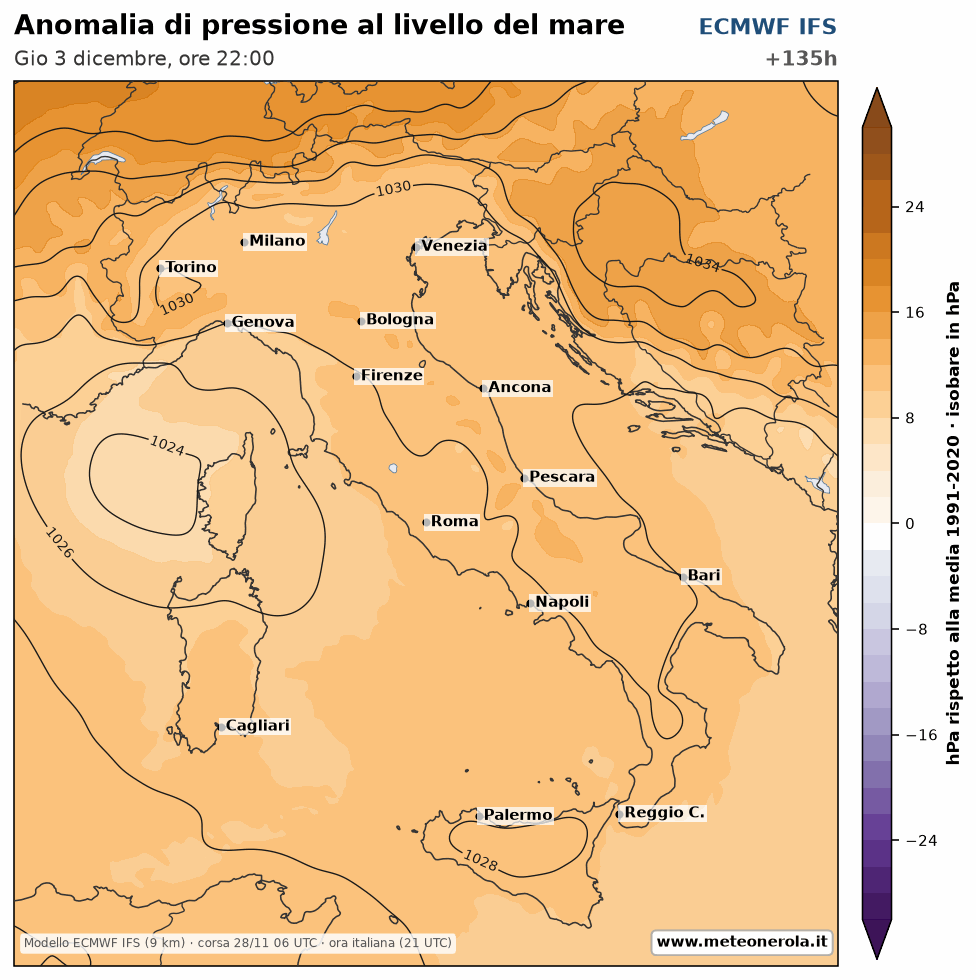 Anomalia di pressione al livello del mare
ECMWF IFS
Gio 3 dicembre, ore 22:00
+135h
1030
Milano
Venezia
Torino
1034
1030
Genova
Bologna
Firenze
Ancona
1024
Pescara
Roma
1026
Bari
Napoli
Cagliari
Palermo
Reggio C.
1028
Modello ECMWF IFS (9 km) · corsa 28/11 06 UTC · ora italiana (21 UTC)
www.meteonerola.it
24
16
8
0
−8
−16
−24
hPa rispetto alla media 1991-2020 · isobare in hPa